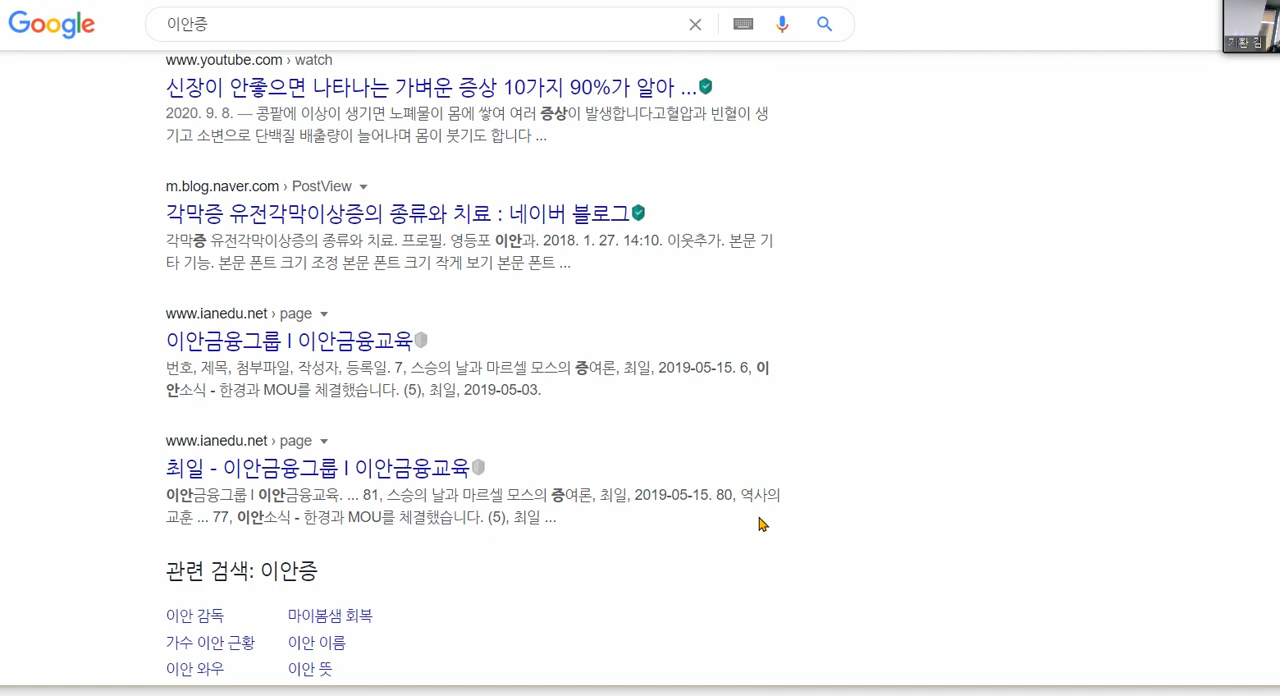 Google
이안증
www.youtube.com › watch
신장이 안좋으면 나타나는 가벼운 증상 10가지 90%가 알아 ...
2020. 9. 8. — 콩팥에 이상이 생기면 노폐물이 몸에 쌓여 여러 증상이 발생합니다고혈압과 빈혈이 생
기고 소변으로 단백질 배출량이 늘어나며 몸이 붓기도 합니다 ...
m.blog.naver.com › PostView
각막증 유전각막이상증의 종류와 치료 : 네이버 블로그
각막증 유전각막이상증의 종류와 치료. 프로필. 영등포 이안과. 2018. 1. 27. 14:10. 이웃추가. 본문 기
타 기능. 본문 폰트 크기 조정 본문 폰트 크기 작게 보기 본문 폰트 ...
www.ianedu.net › page
이안금융그룹 l 이안금융교육
번호, 제목, 첨부파일, 작성자, 등록일. 7, 스승의 날과 마르셀 모스의 증여론, 최일, 2019-05-15. 6, 이
안소식 - 한경과 MOU를 체결했습니다. (5), 최일, 2019-05-03.
www.ianedu.net › page
최일 - 이안금융그룹 l 이안금융교육
이안금융그룹 l 이안금융교육. ... 81, 스승의 날과 마르셀 모스의 증여론, 최일, 2019-05-15. 80, 역사의
교훈 ... 77, 이안소식 - 한경과 MOU를 체결했습니다. (5), 최일 ...
관련 검색: 이안증
이안 감독 마이봄샘 회복
가수 이안 근황 이안 이름
이안 와우 이안 뜻